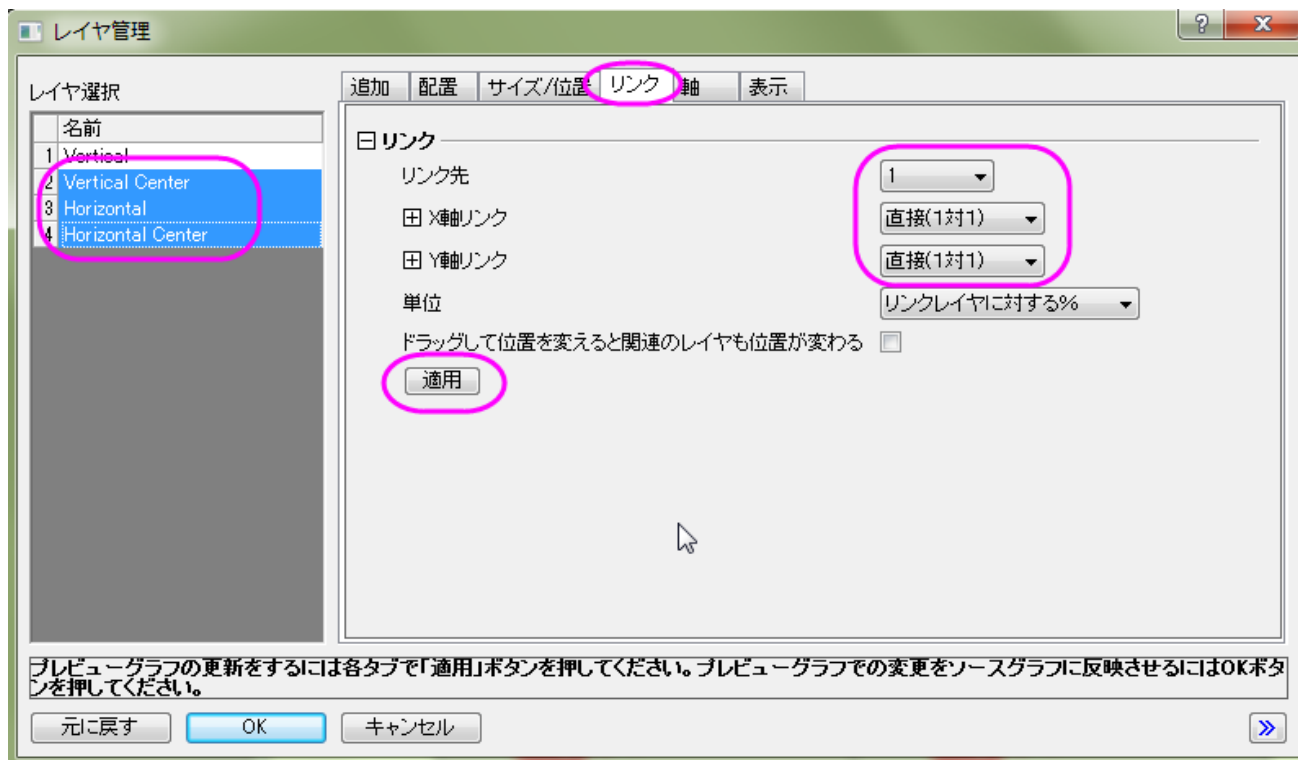 レイヤ管理
レイヤ選択
追加 配置 サイズ/位置 リンク 軸 表示
名前
1 Vertical
2 Vertical Center
3 Horizontal
4 Horizontal Center
リンク
リンク先 1
X軸リンク 直接(1対1)
Y軸リンク 直接(1対1)
単位 リンクレイヤに対する%
ドラッグして位置を変えると関連のレイヤも位置が変わる
適用
プレビューグラフの更新をするには各タブで「適用」ボタンを押してください。プレビューグラフでの変更をソースグラフに反映させるにはOKボタ
ンを押してください。
元に戻す OK キャンセル